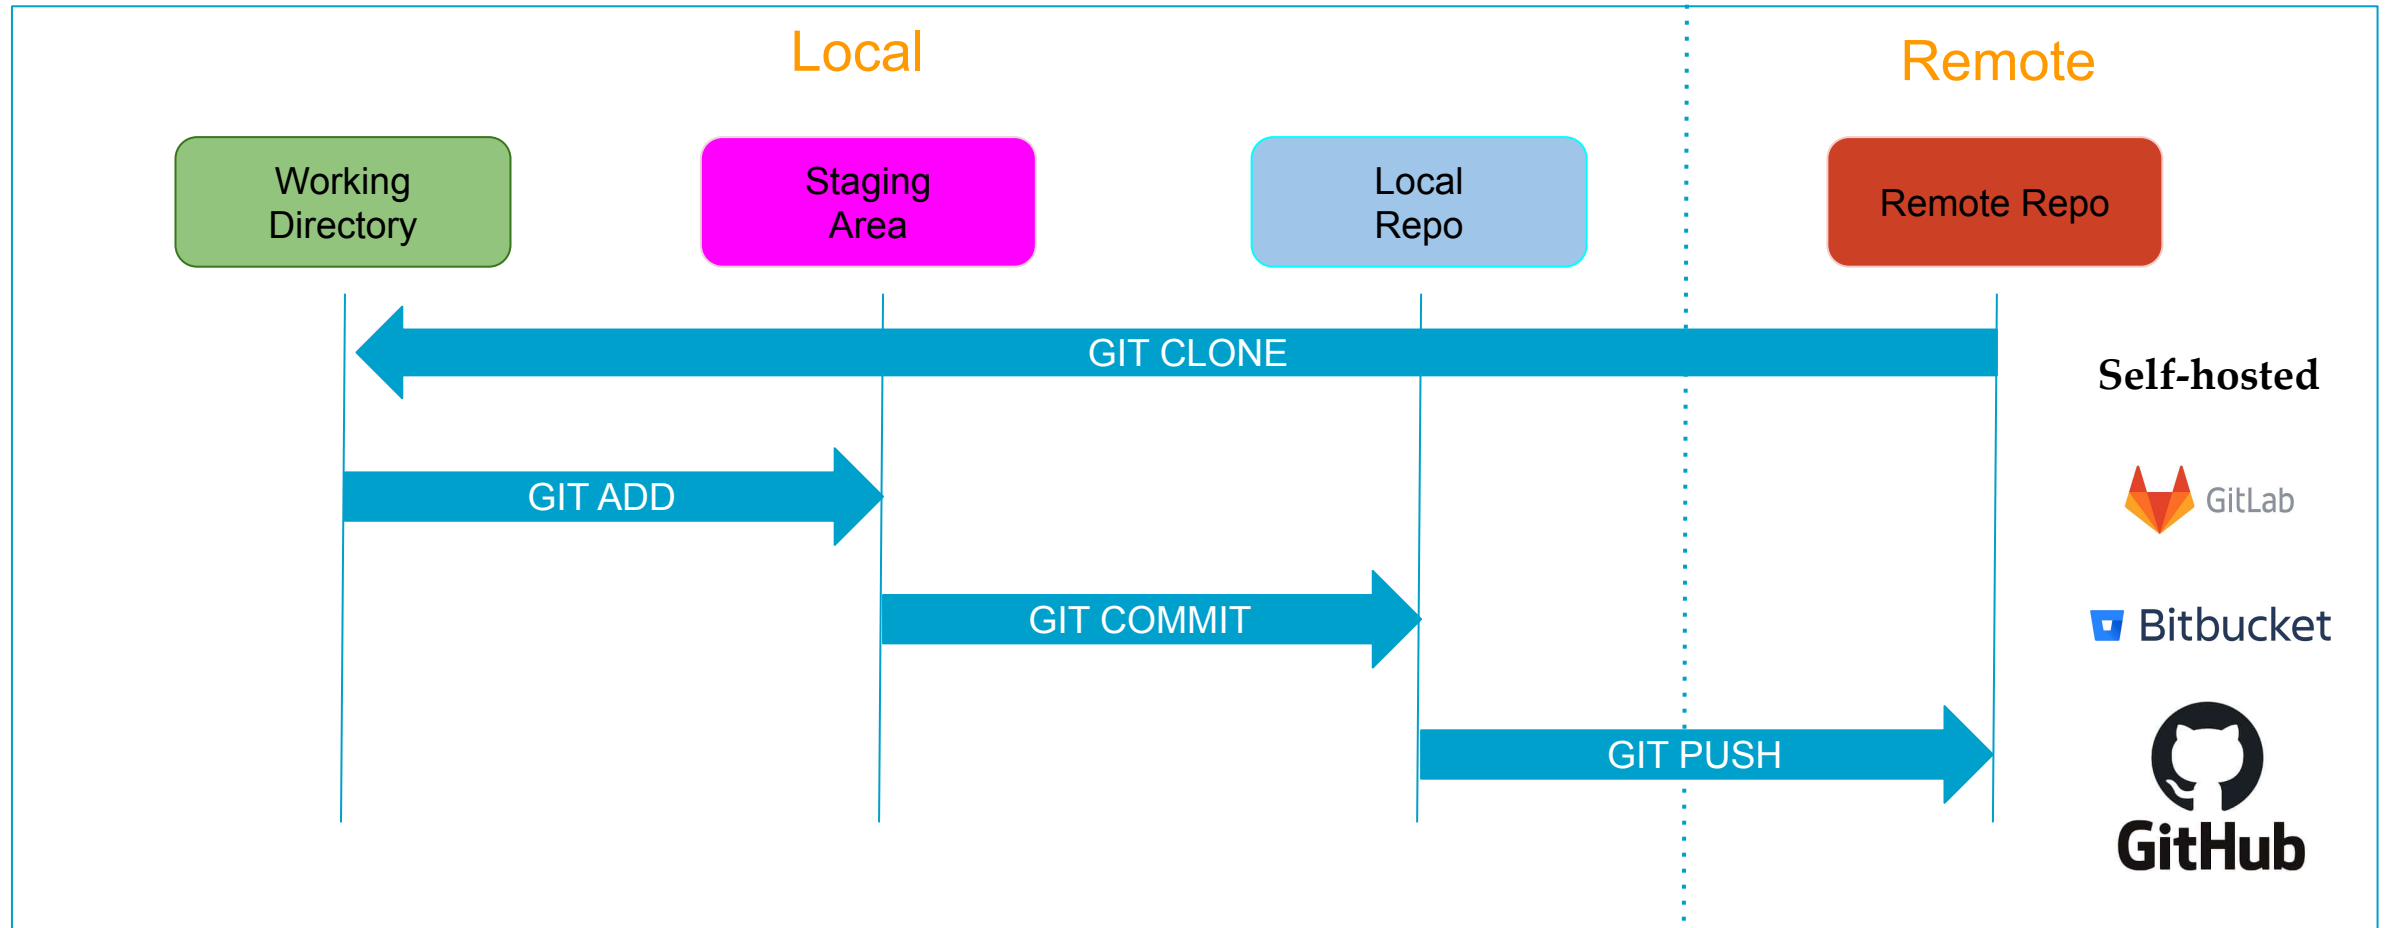 Local
Remote
Working
Directory
Staging
Area
Local
Repo
Remote Repo
GIT CLONE
Self-hosted
GIT ADD
GitLab
GIT COMMIT
Bitbucket
GIT PUSH
GitHub